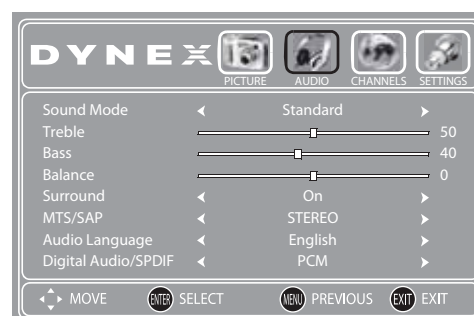 DYNEX
PICTURE AUDIO CHANNELS SETTINGS
Sound Mode Standard
Treble 50
Bass 40
Balance 0
Surround On
MTS/SAP STEREO
Audio Language English
Digital Audio/SPDIF PCM
MOVE ENTER SELECT MENU PREVIOUS EXIT EXIT